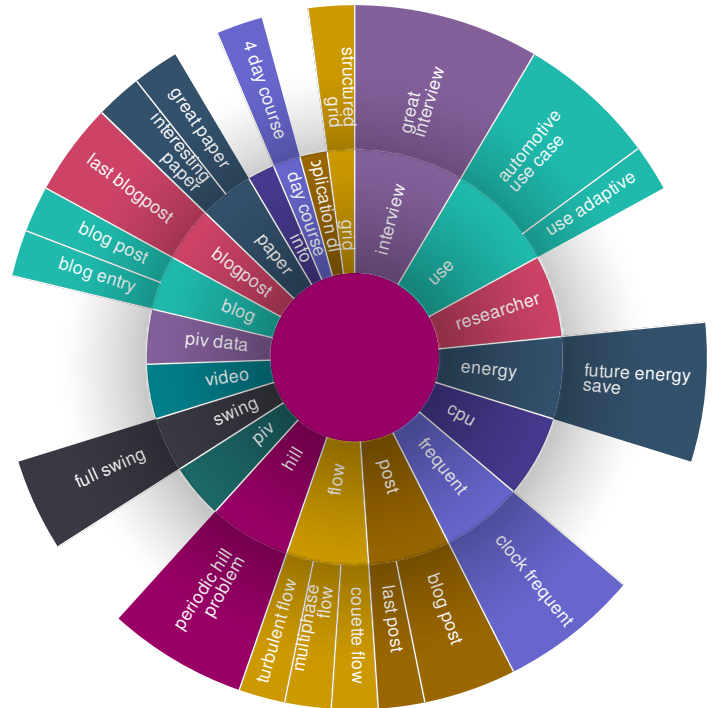 structured
grid
great
interview
automotive
use case
use adaptive
future energy
save
clock frequent
blog post
last post
couette flow
multiphase
flow
turbulent flow
periodic hill
problem
full swing
blog entry
blog post
last blogpost
interesting
paper
great paper
4 day course
interview
use
researcher
energy
cpu
frequent
post
flow
hill
piv
swing
video
piv data
blog
blogpost
paper
info
day course
grid